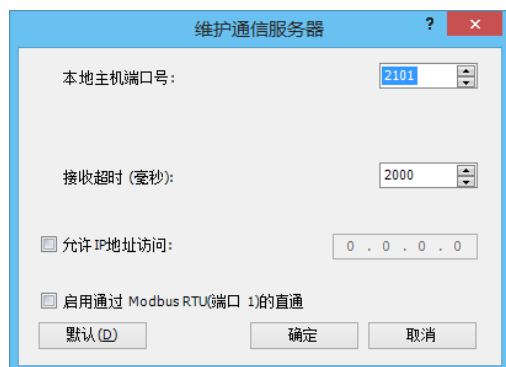 维护通信服务器 ? ×
本地主机端口号: 2101
接收超时 (毫秒): 2000
允许IP地址访问: 0 . 0 . 0 . 0
启用通过 Modbus RTU(端口 1)的直通
默认(D) 确定 取消